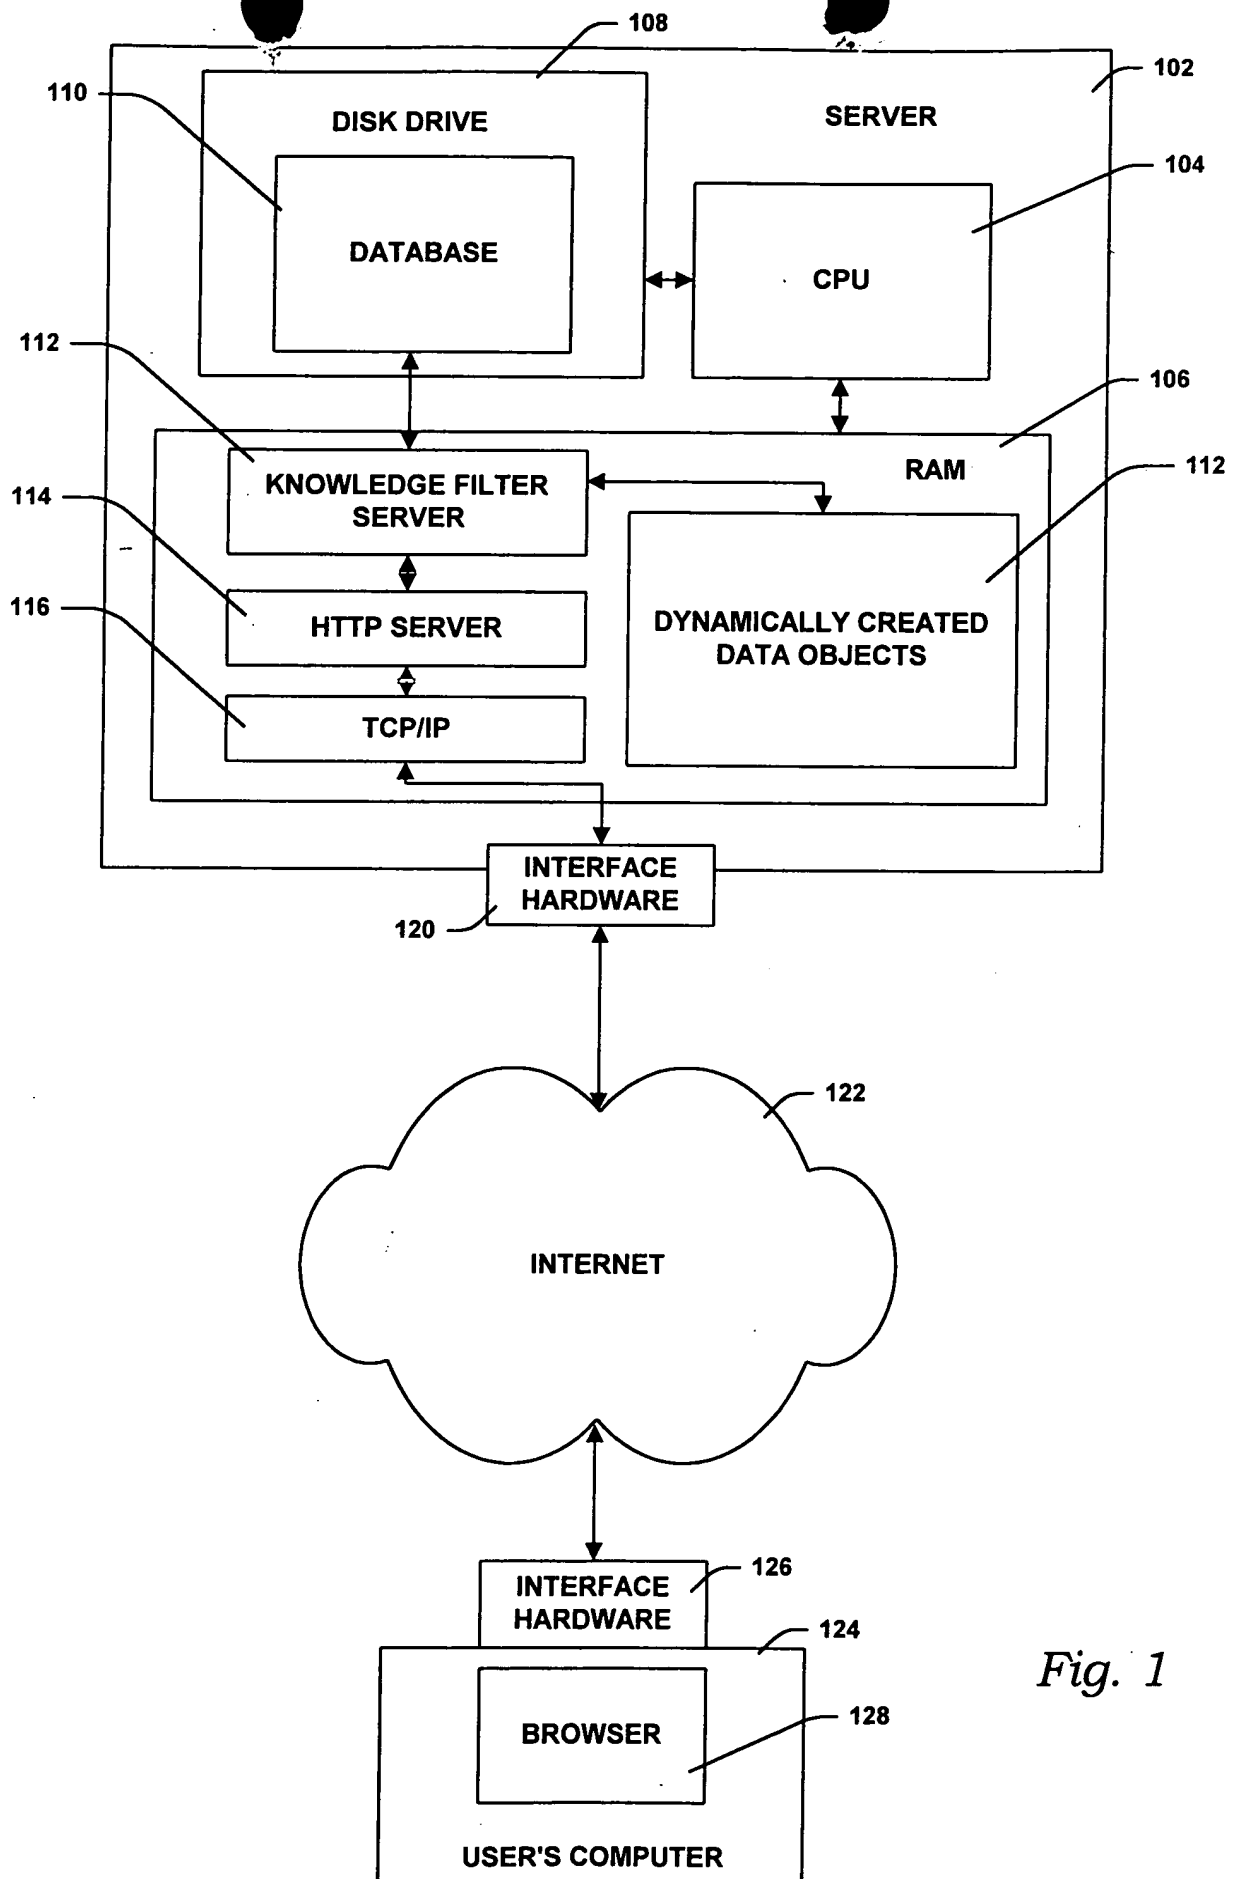 108
102
110
DISK DRIVE
SERVER
104
DATABASE
CPU
112
106
RAM
112
KNOWLEDGE FILTER
SERVER
114
116
HTTP SERVER
DYNAMICALLY CREATED
DATA OBJECTS
TCP/IP
INTERFACE
HARDWARE
120
122
INTERNET
126
INTERFACE
HARDWARE
124
Fig. 1
128
BROWSER
USER'S COMPUTER